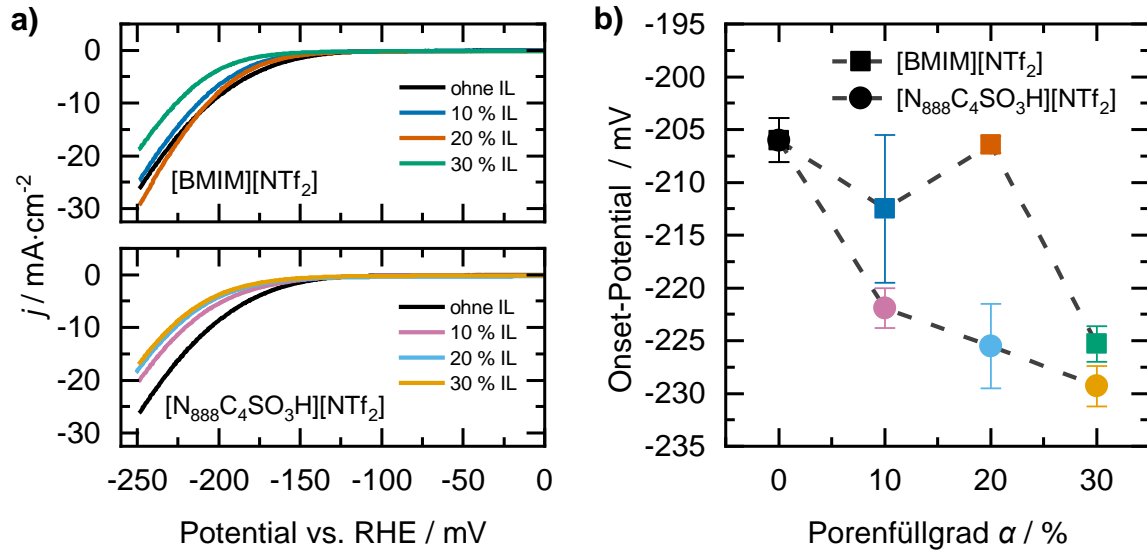 a)
0
-10
-20
-30
ohne IL
10 % IL
20 % IL
30 % IL
[BMIM][NTf₂]
0
-10
-20
-30
ohne IL
10 % IL
20 % IL
30 % IL
[N₈₈₈C₄SO₃H][NTf₂]
j / mA·cm⁻²
-250 -200 -150 -100 -50 0
Potential vs. RHE / mV
b)
-195
-200
-205
-210
-215
-220
-225
-230
-235
Onset-Potential / mV
[BMIM][NTf₂]
[N₈₈₈C₄SO₃H][NTf₂]
0 10 20 30
Porenfüllgrad α / %